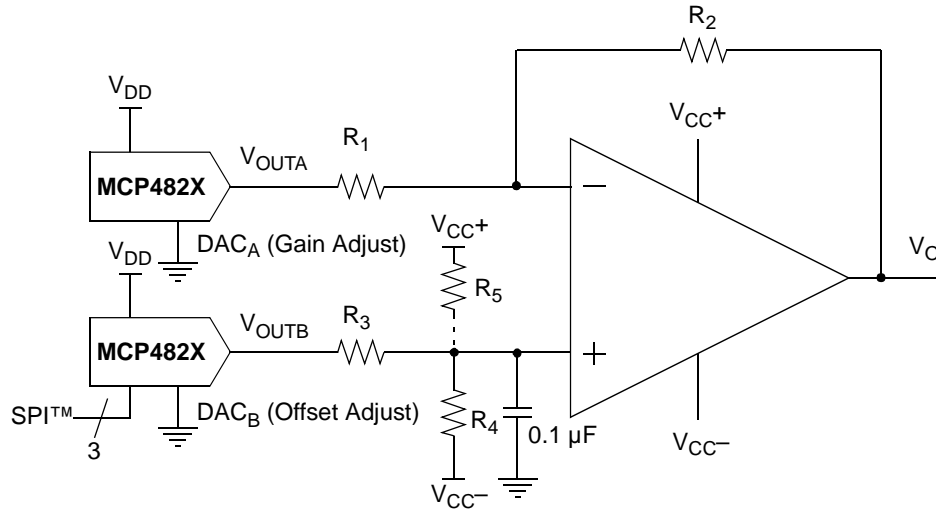 R2
VDD
VCC+
R1
VOUTA
MCP482X
DACA (Gain Adjust)
VCC+
VDD
R5
VO
VOUTB
R3
MCP482X
SPI™
3
DACB (Offset Adjust)
R4
0.1 µF
VCC–
VCC–